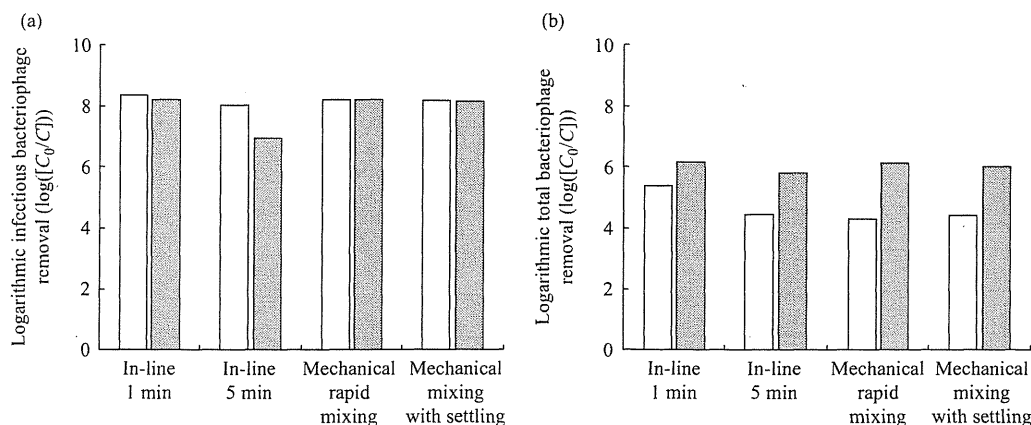 (a)
Logarithmic infectious bacteriophage
removal (log([C0/C]))
10
8
6
4
2
0
In-line
1 min
In-line
5 min
Mechanical
rapid
mixing
Mechanical
mixing
with settling
(b)
Logarithmic total bacteriophage
removal (log([C0/C]))
10
8
6
4
2
0
In-line
1 min
In-line
5 min
Mechanical
rapid
mixing
Mechanical
mixing
with settling